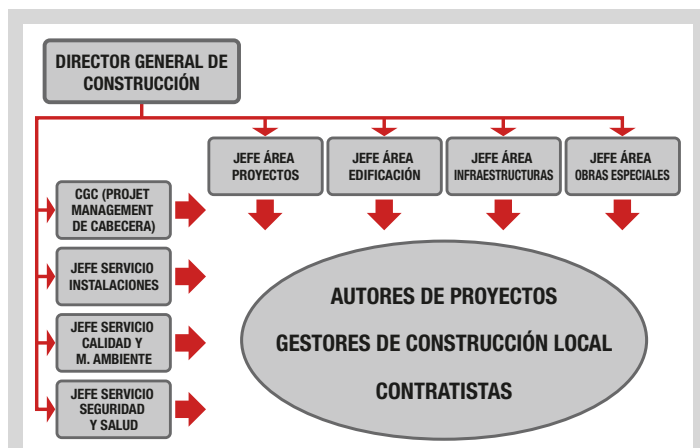 DIRECTOR GENERAL DE
CONSTRUCCIÓN
JEFE ÁREA
PROYECTOS
JEFE ÁREA
EDIFICACIÓN
JEFE ÁREA
INFRAESTRUCTURAS
JEFE ÁREA
OBRAS ESPECIALES
CGC (PROJET
MANAGEMENT
DE CABECERA)
JEFE SERVICIO
INSTALACIONES
JEFE SERVICIO
CALIDAD Y
M. AMBIENTE
JEFE SERVICIO
SEGURIDAD
Y SALUD
AUTORES DE PROYECTOS
GESTORES DE CONSTRUCCIÓN LOCAL
CONTRATISTAS